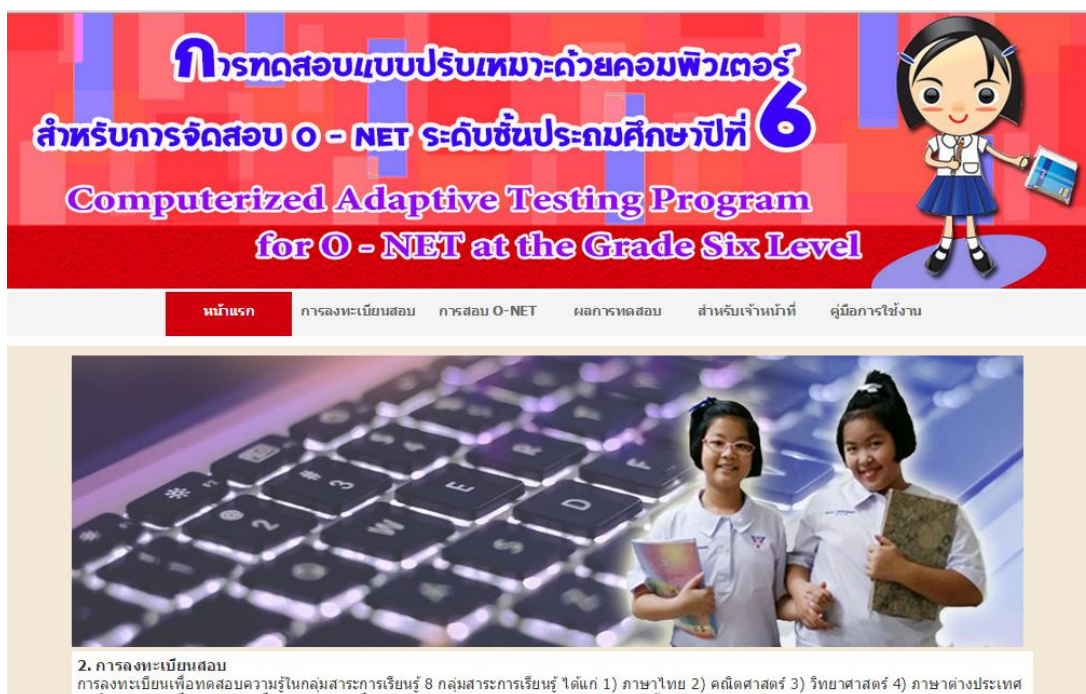 การทดสอบแบบปรับเหมาะด้วยคอมพิวเตอร์
สำหรับการจัดสอบ O - NET ระดับชั้นประถมศึกษาปีที่ 6
Computerized Adaptive Testing Program
for O - NET at the Grade Six Level
หน้าแรก การลงทะเบียนสอบ การสอบ O-NET ผลการทดสอบ สำหรับเจ้าหน้าที่ คู่มือการใช้งาน
2. การลงทะเบียนสอบ
การลงทะเบียนเพื่อทดสอบความรู้ในกลุ่มสาระการเรียนรู้ 8 กลุ่มสาระการเรียนรู้ ได้แก่ 1) ภาษาไทย 2) คณิตศาสตร์ 3) วิทยาศาสตร์ 4) ภาษาต่างประเทศ